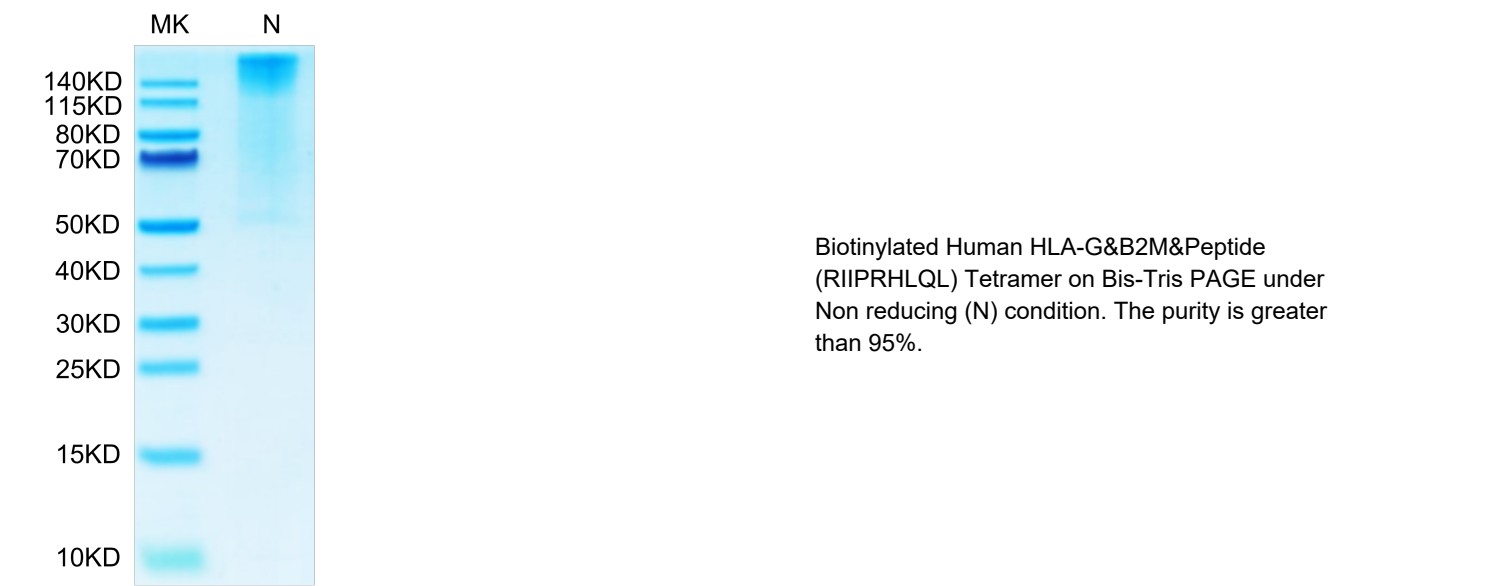 MK N
140KD
115KD
80KD
70KD
50KD
40KD
30KD
25KD
15KD
10KD
Biotinylated Human HLA-G&B2M&Peptide
(RIIPRHLQL) Tetramer on Bis-Tris PAGE under
Non reducing (N) condition. The purity is greater
than 95%.